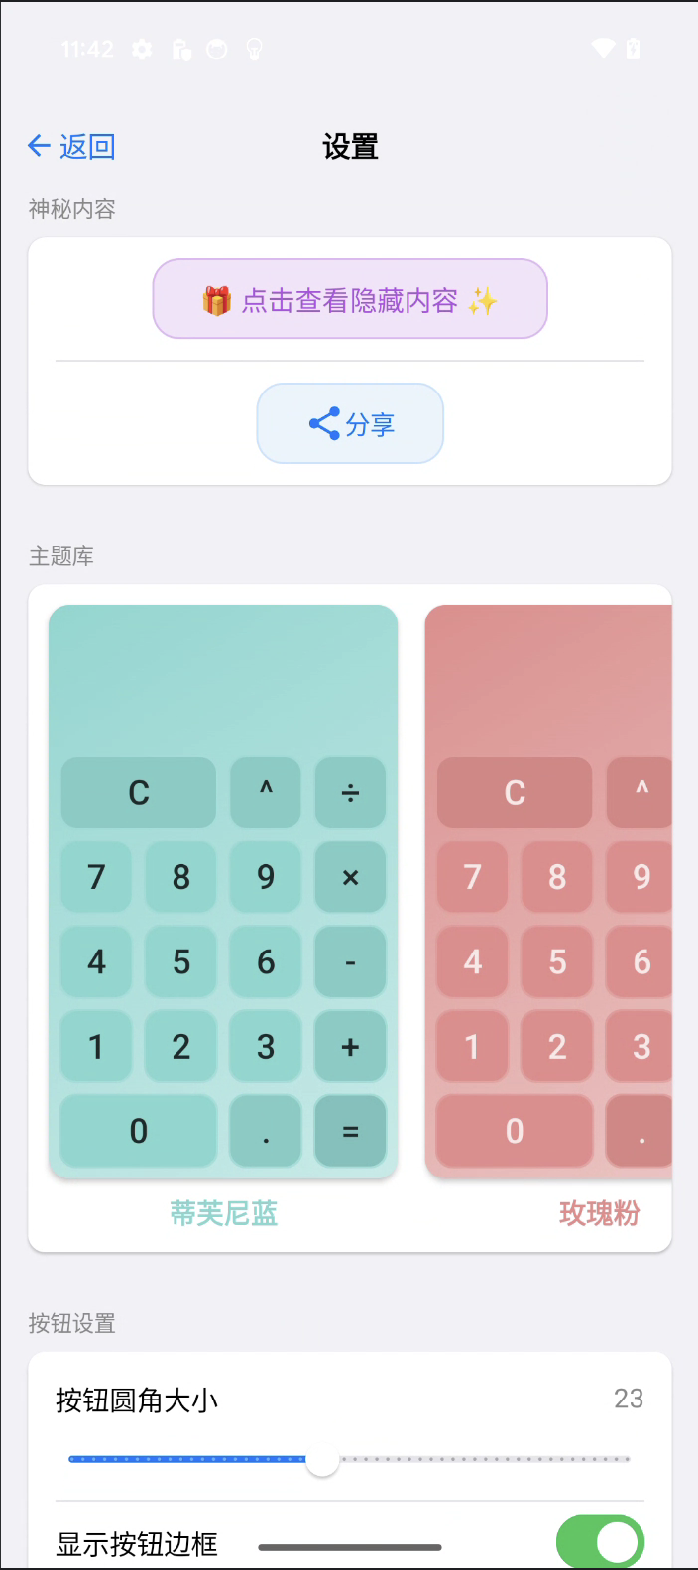 11:42
返回
设置
神秘内容
🎁 点击查看隐藏内容 ✨
分享
主题库
C ^ ÷
7 8 9 ×
4 5 6 -
1 2 3 +
0 . =
蒂芙尼蓝
C ^
7 8 9
4 5 6
1 2 3
0 .
玫瑰粉
按钮设置
按钮圆角大小 23
显示按钮边框